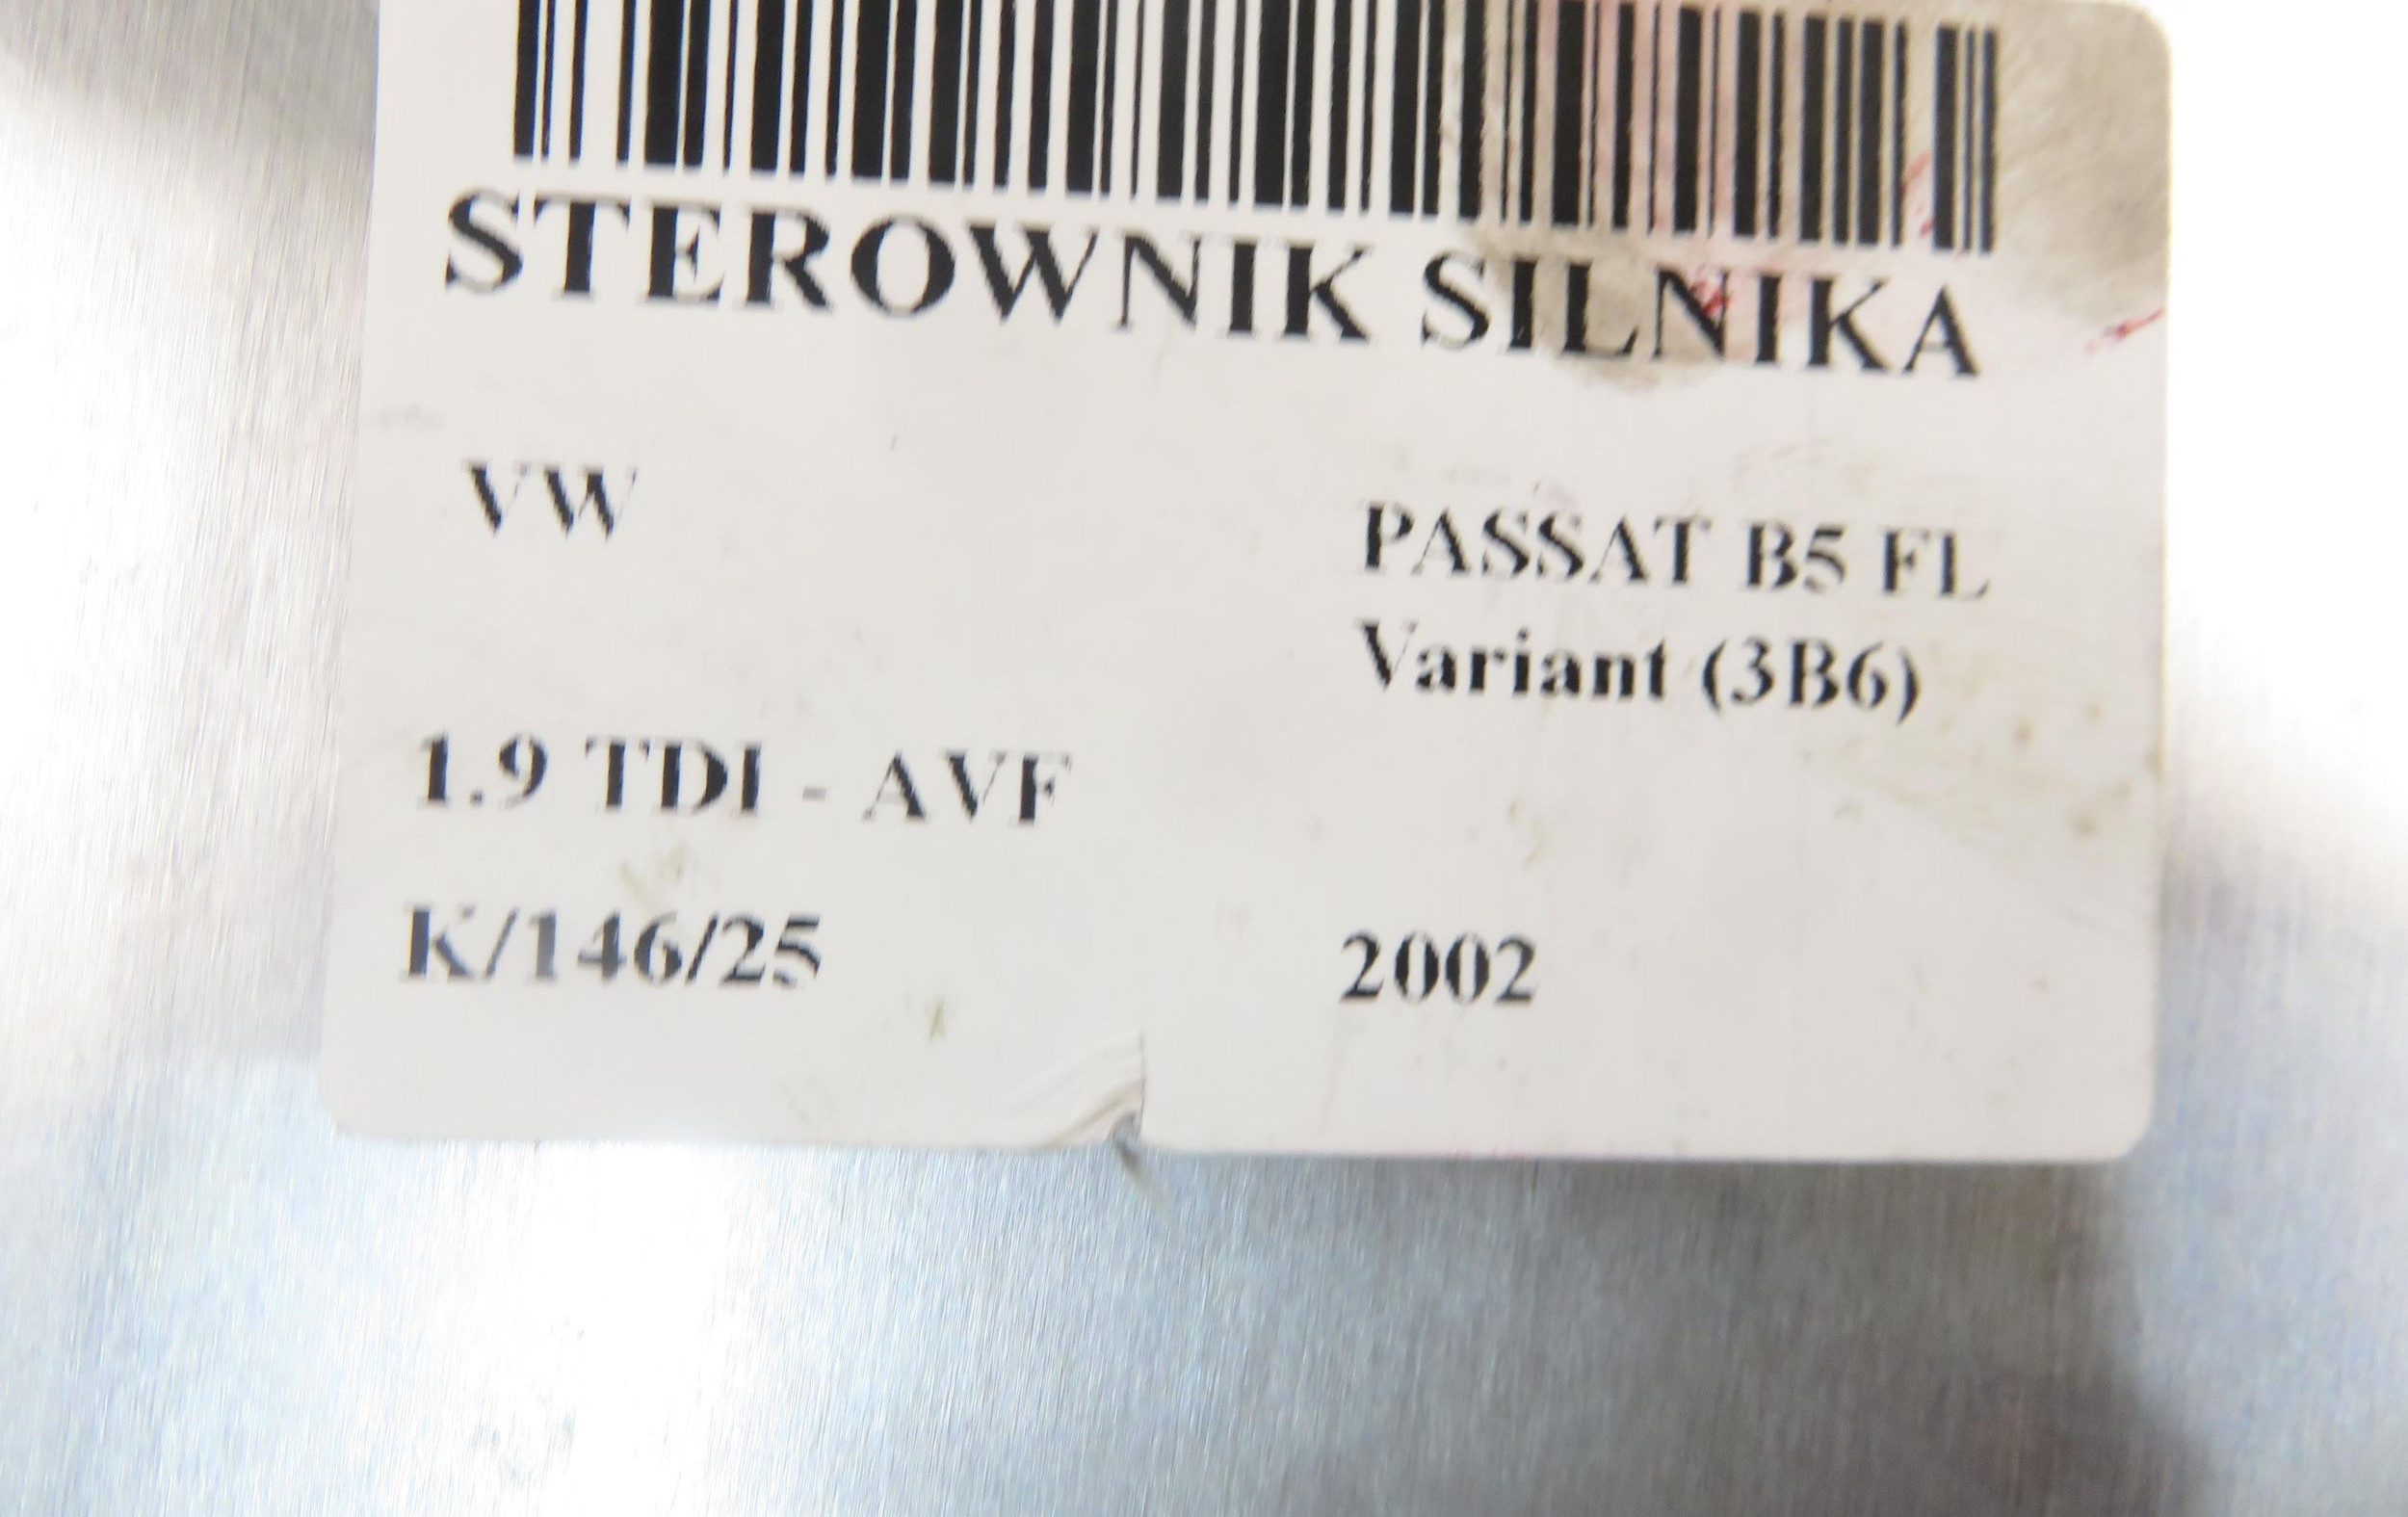 STEROWNIK SILNIKA
VW
PASSAT B5 FL
Variant (3B6)
1.9 TDI - AVF
K/146/25
2002